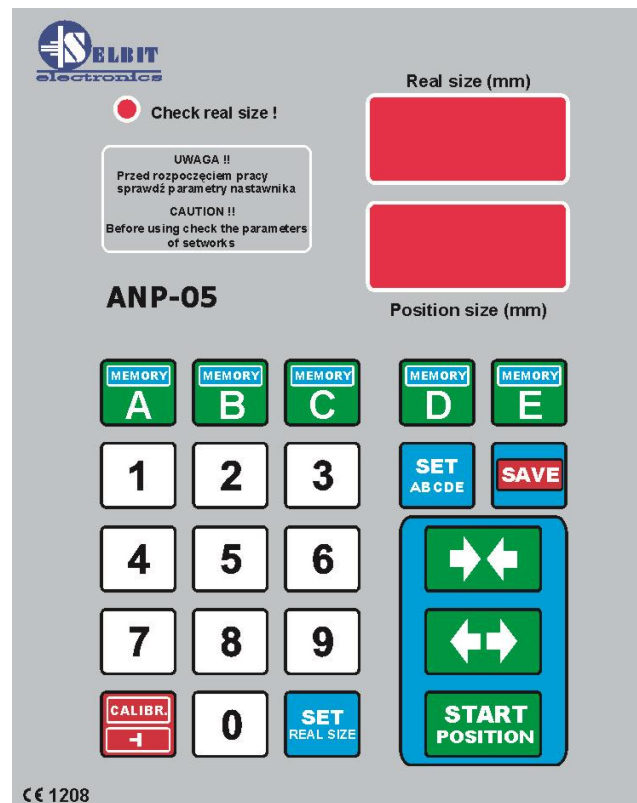 SELBIT
electronics
Real size (mm)
Check real size !
UWAGA !!
Przed rozpoczęciem pracy
sprawdź parametry nastawnika
CAUTION !!
Before using check the parameters
of setworks
ANP-05
Position size (mm)
MEMORY MEMORY MEMORY MEMORY MEMORY
A B C D E
1 2 3 SET SAVE
ABCDE
4 5 6
7 8 9
CALIBR. 0 SET START
REAL SIZE POSITION
CE 1208